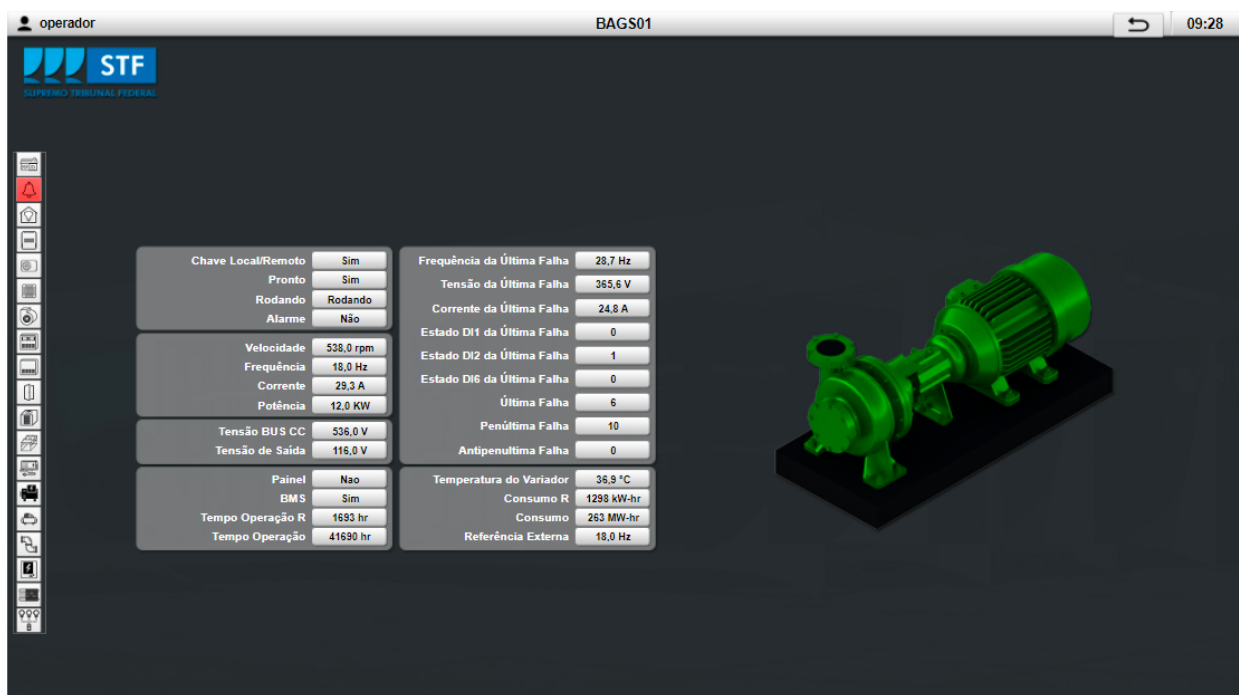 operador
BAGS01
09:28
STF
SUPREMO TRIBUNAL FEDERAL
Chave Local/Remoto Sim
Pronto Sim
Rodando Rodando
Alarme Não
Velocidade 538,0 rpm
Frequência 18,0 Hz
Corrente 29,3 A
Potência 12,0 KW
Tensão BUS CC 536,0 V
Tensão de Saída 116,0 V
Painel Nao
BMS Sim
Tempo Operação R 1693 hr
Tempo Operação 41690 hr
Frequência da Última Falha 28,7 Hz
Tensão da Última Falha 365,6 V
Corrente da Última Falha 24,8 A
Estado DI1 da Última Falha 0
Estado DI2 da Última Falha 1
Estado DI6 da Última Falha 0
Última Falha 6
Penúltima Falha 10
Antipenultima Falha 0
Temperatura do Variador 36,9 °C
Consumo R 1298 kW-hr
Consumo 263 MW-hr
Referência Externa 18,0 Hz